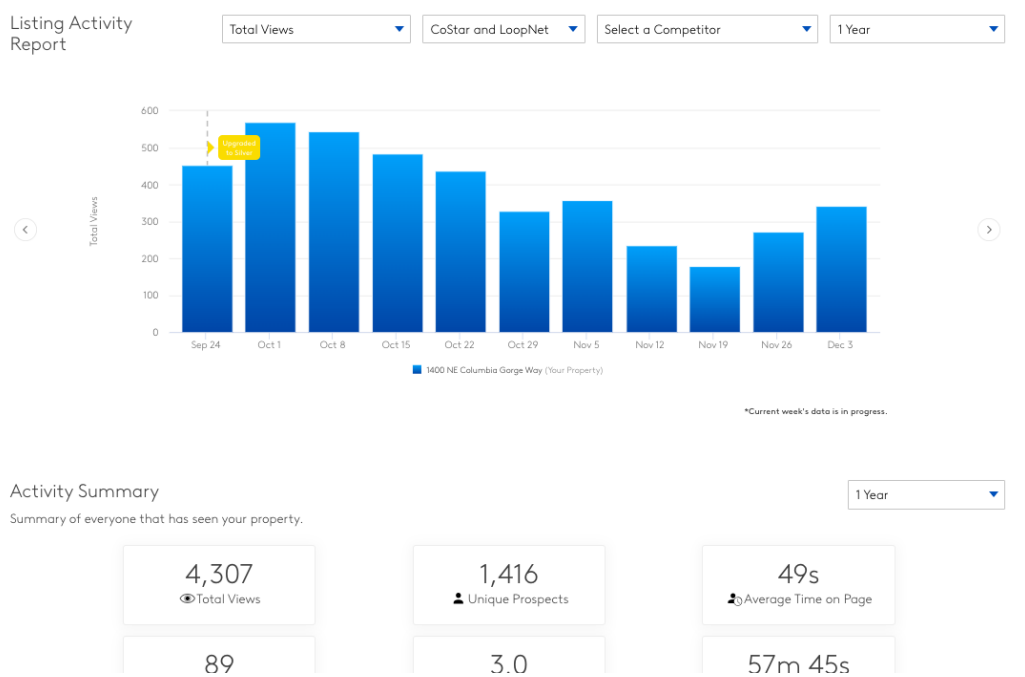 Listing Activity
Report
Total Views
CoStar and LoopNet
Select a Competitor
1 Year
600
500
400
300
200
100
0
Total Views
Upgraded
to Silver
Sep 24
Oct 1
Oct 8
Oct 15
Oct 22
Oct 29
Nov 5
Nov 12
Nov 19
Nov 26
Dec 3
1400 NE Columbia Gorge Way (Your Property)
*Current week's data is in progress.
Activity Summary
1 Year
Summary of everyone that has seen your property.
4,307
Total Views
1,416
Unique Prospects
49s
Average Time on Page
89
3.0
57m 45s